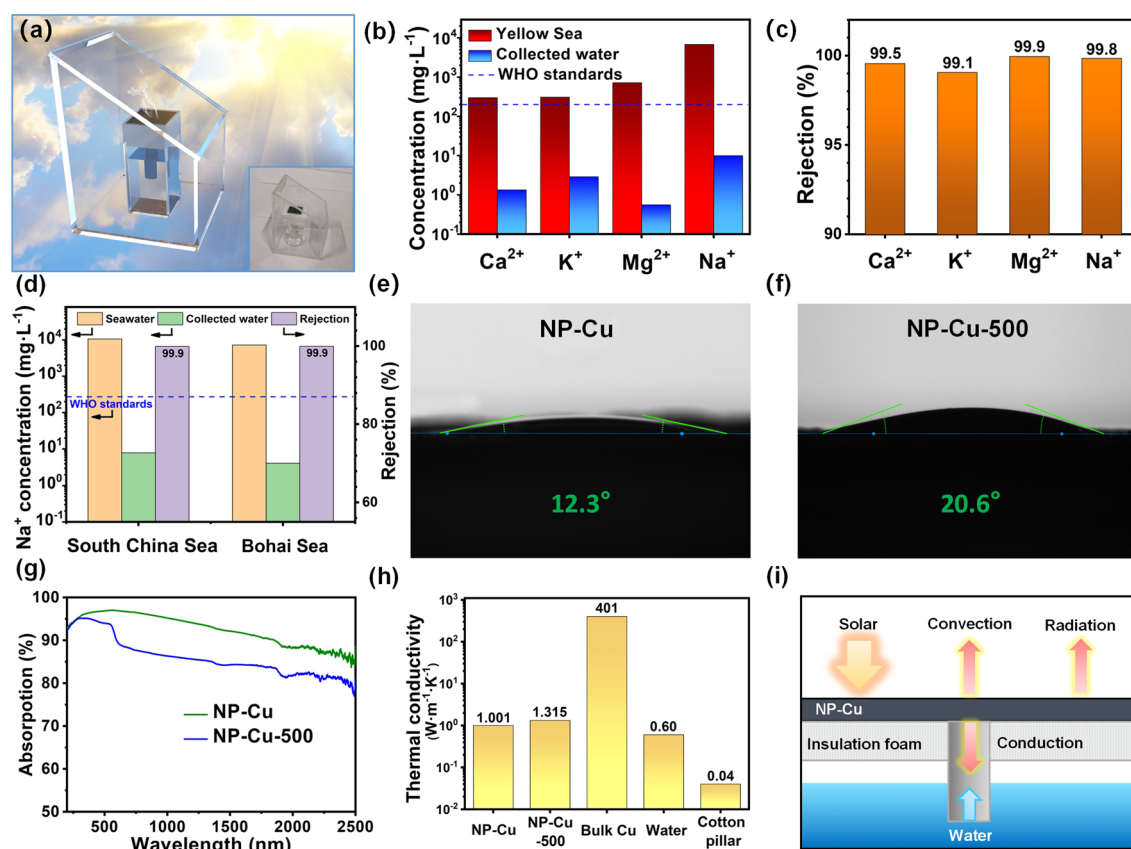 (a)
(b)
Concentration (mg·L⁻¹)
10⁴
10³
10²
10¹
10⁰
10⁻¹
Yellow Sea
Collected water
WHO standards
Ca²⁺
K⁺
Mg²⁺
Na⁺
(c)
Rejection (%)
100
95
90
99.5
99.1
99.9
99.8
Ca²⁺
K⁺
Mg²⁺
Na⁺
(d)
Na⁺ concentration (mg·L⁻¹)
10⁴
10³
10²
10¹
10⁰
10⁻¹
Seawater
Collected water
Rejection
99.9
99.9
WHO standards
100
80
60
Rejection (%)
South China Sea
Bohai Sea
(e)
NP-Cu
12.3°
(f)
NP-Cu-500
20.6°
(g)
Absorpotion (%)
100
90
80
70
60
50
NP-Cu
NP-Cu-500
500
1000
1500
2000
2500
Wavelength (nm)
(h)
Thermal conductivity
(W·m⁻¹·K⁻¹)
10³
10²
10¹
10⁰
10⁻¹
10⁻²
1.001
1.315
401
0.60
0.04
NP-Cu
NP-Cu
-500
Bulk Cu
Water
Cotton
pillar
(i)
Solar
Convection
Radiation
NP-Cu
Insulation foam
Conduction
Water